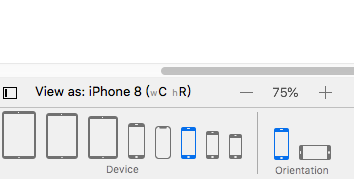 View as: iPhone 8 (wC hR) — 75% +
Device Orientation